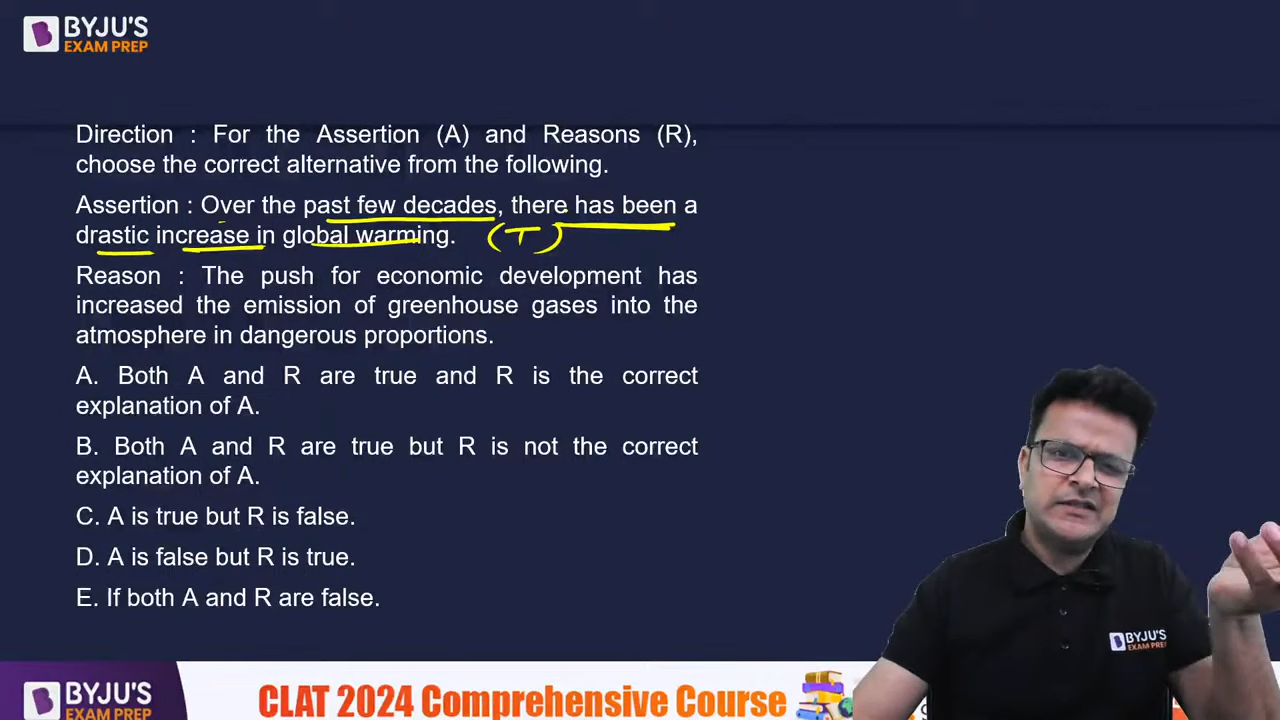 BYJU'S
EXAM PREP
Direction : For the Assertion (A) and Reasons (R),
choose the correct alternative from the following.
Assertion : Over the past few decades, there has been a
drastic increase in global warming. (T)
Reason : The push for economic development has
increased the emission of greenhouse gases into the
atmosphere in dangerous proportions.
A. Both A and R are true and R is the correct
explanation of A.
B. Both A and R are true but R is not the correct
explanation of A.
C. A is true but R is false.
D. A is false but R is true.
E. If both A and R are false.
BYJU'S
EXAM PREP
BYJU'S
EXAM PREP
CLAT 2024 Comprehensive Course